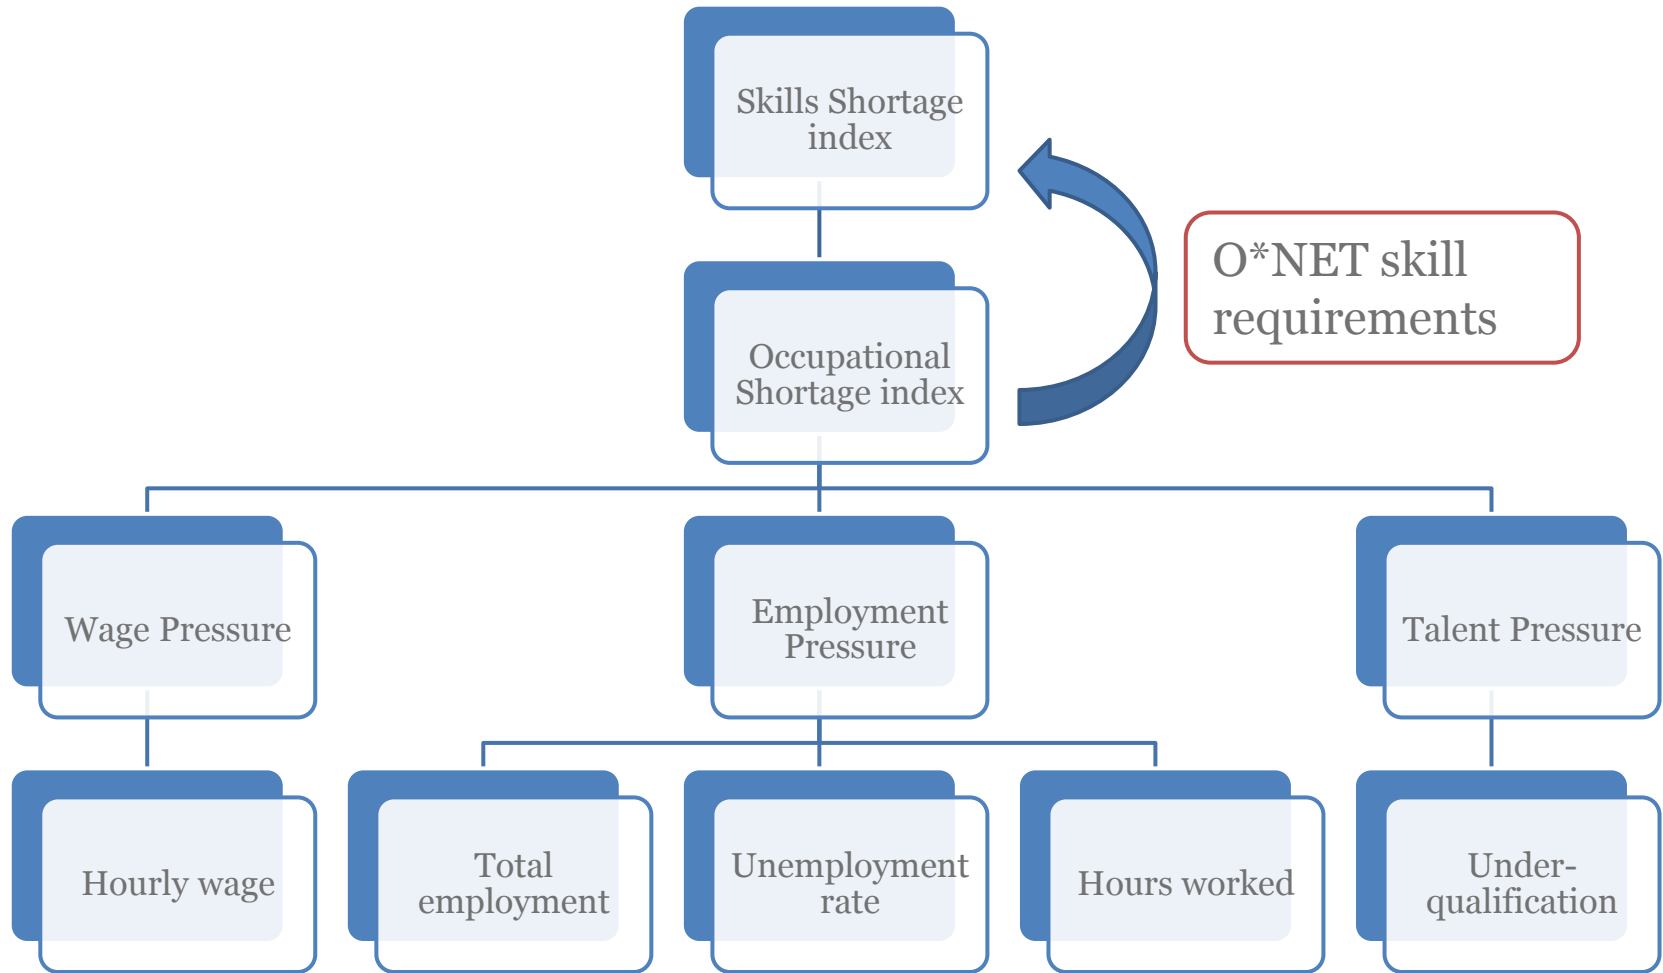 Skills Shortage
index
O*NET skill
requirements
Occupational
Shortage index
Wage Pressure
Employment
Pressure
Talent Pressure
Hourly wage
Total
employment
Unemployment
rate
Hours worked
Under-
qualification